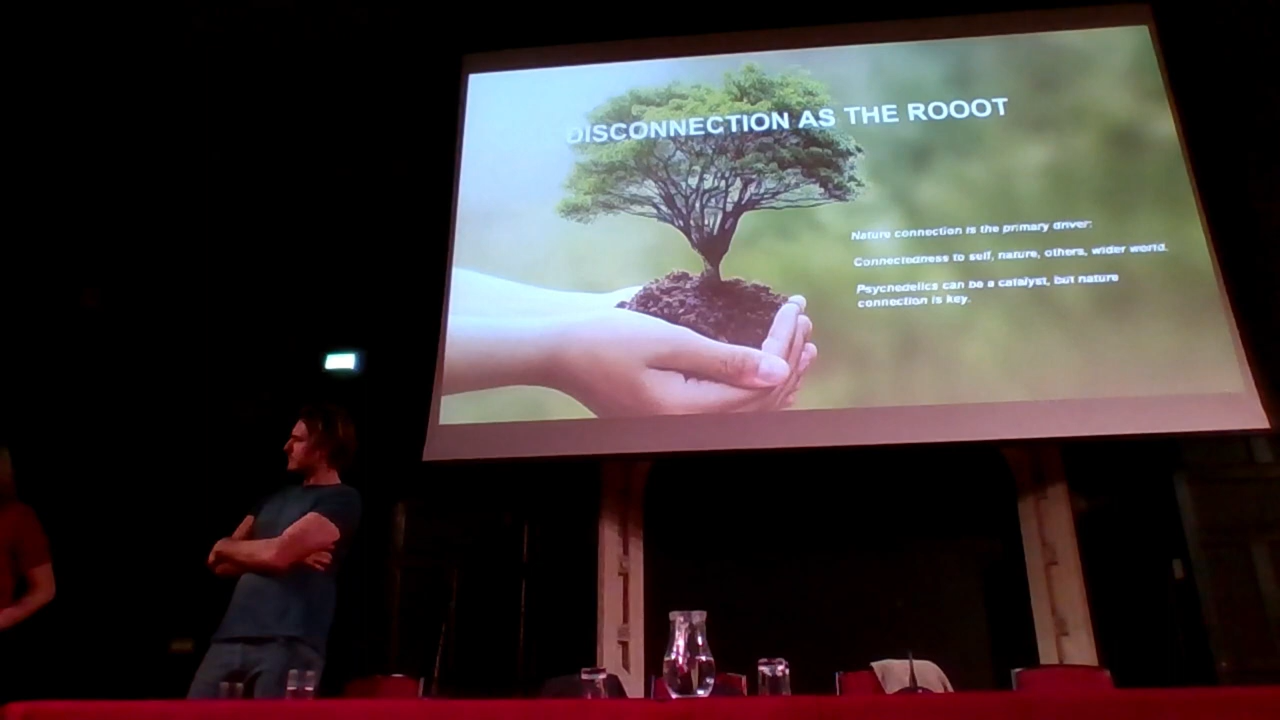 DISCONNECTION AS THE ROOOT
Nature connection is the primary driver:
Connectedness to self, nature, others, wider world.
Psychedelics can be a catalyst, but nature
connection is key.